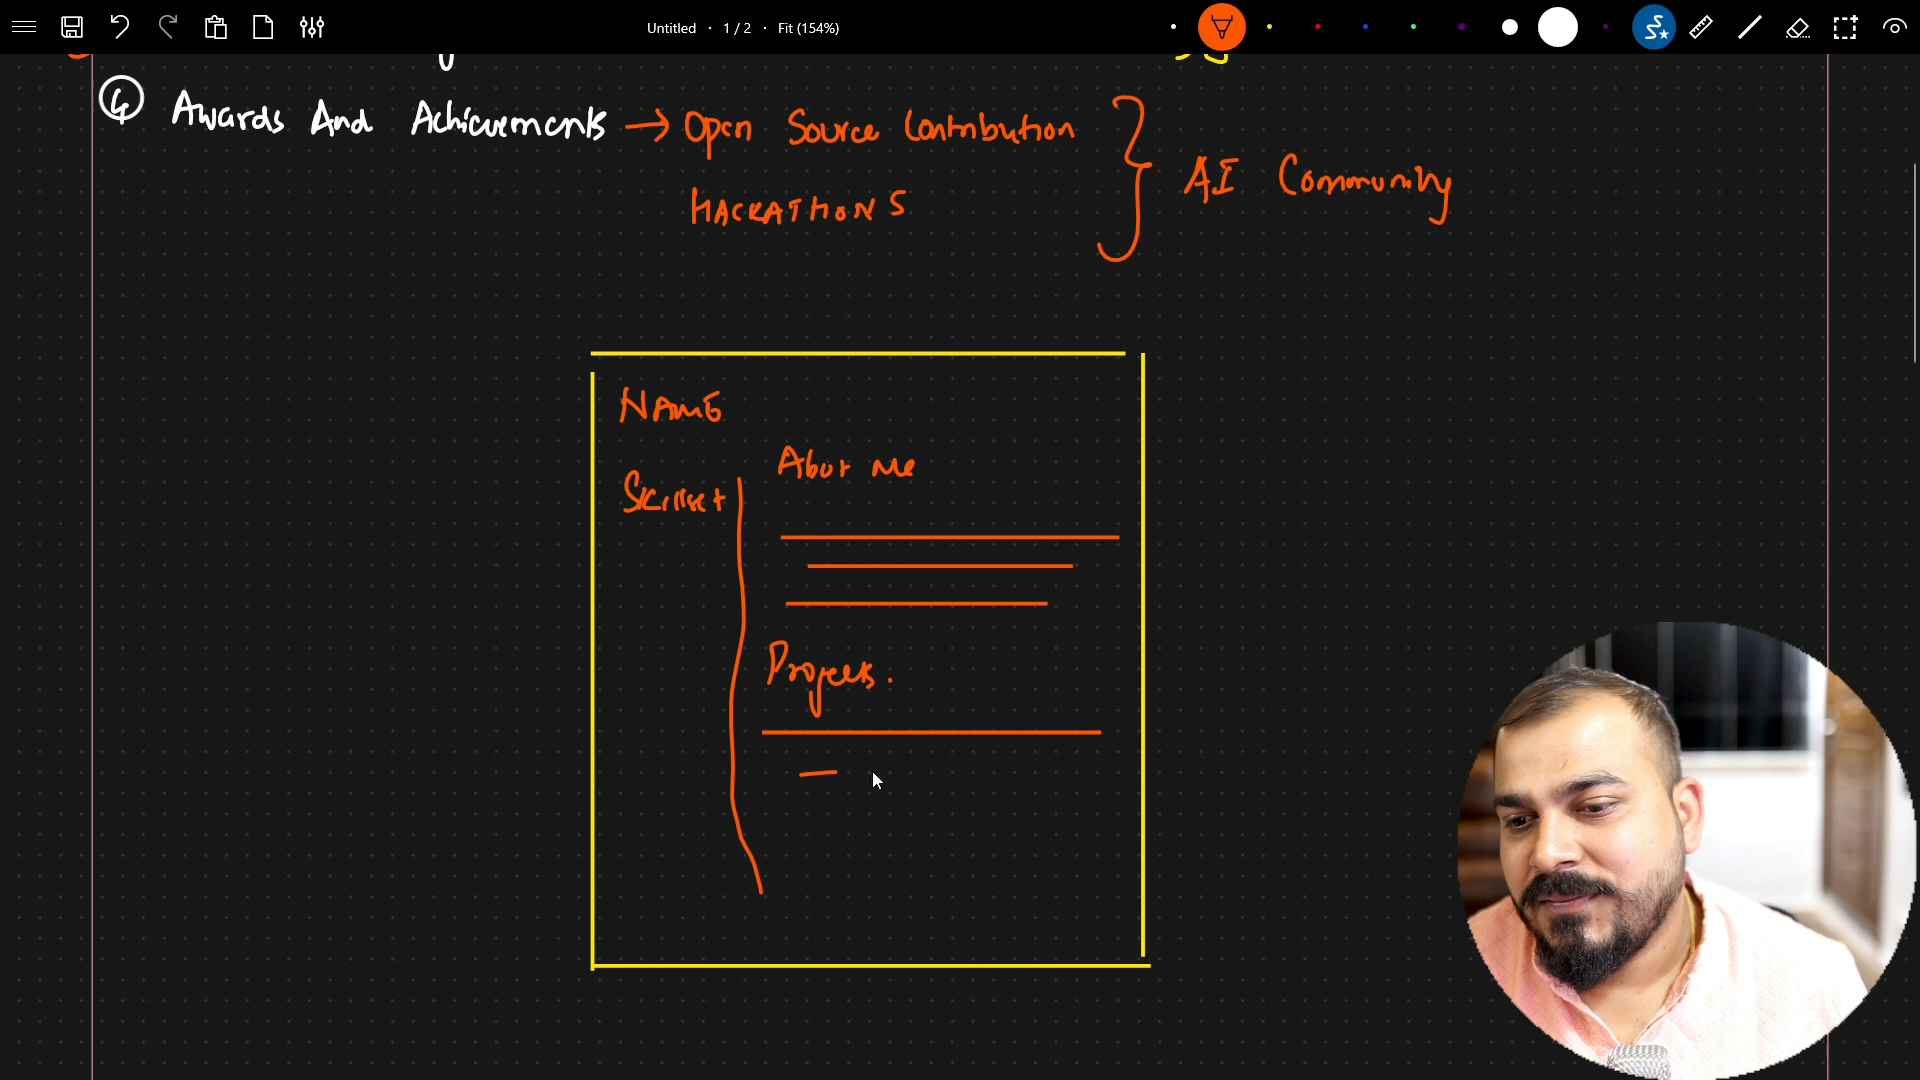 Untitled · 1 / 2 · Fit (154%)
4 Awards And Achievements → Open Source Contribution
HACKATHONS
AI Community
NAME
About Me
Skillset
Projects.